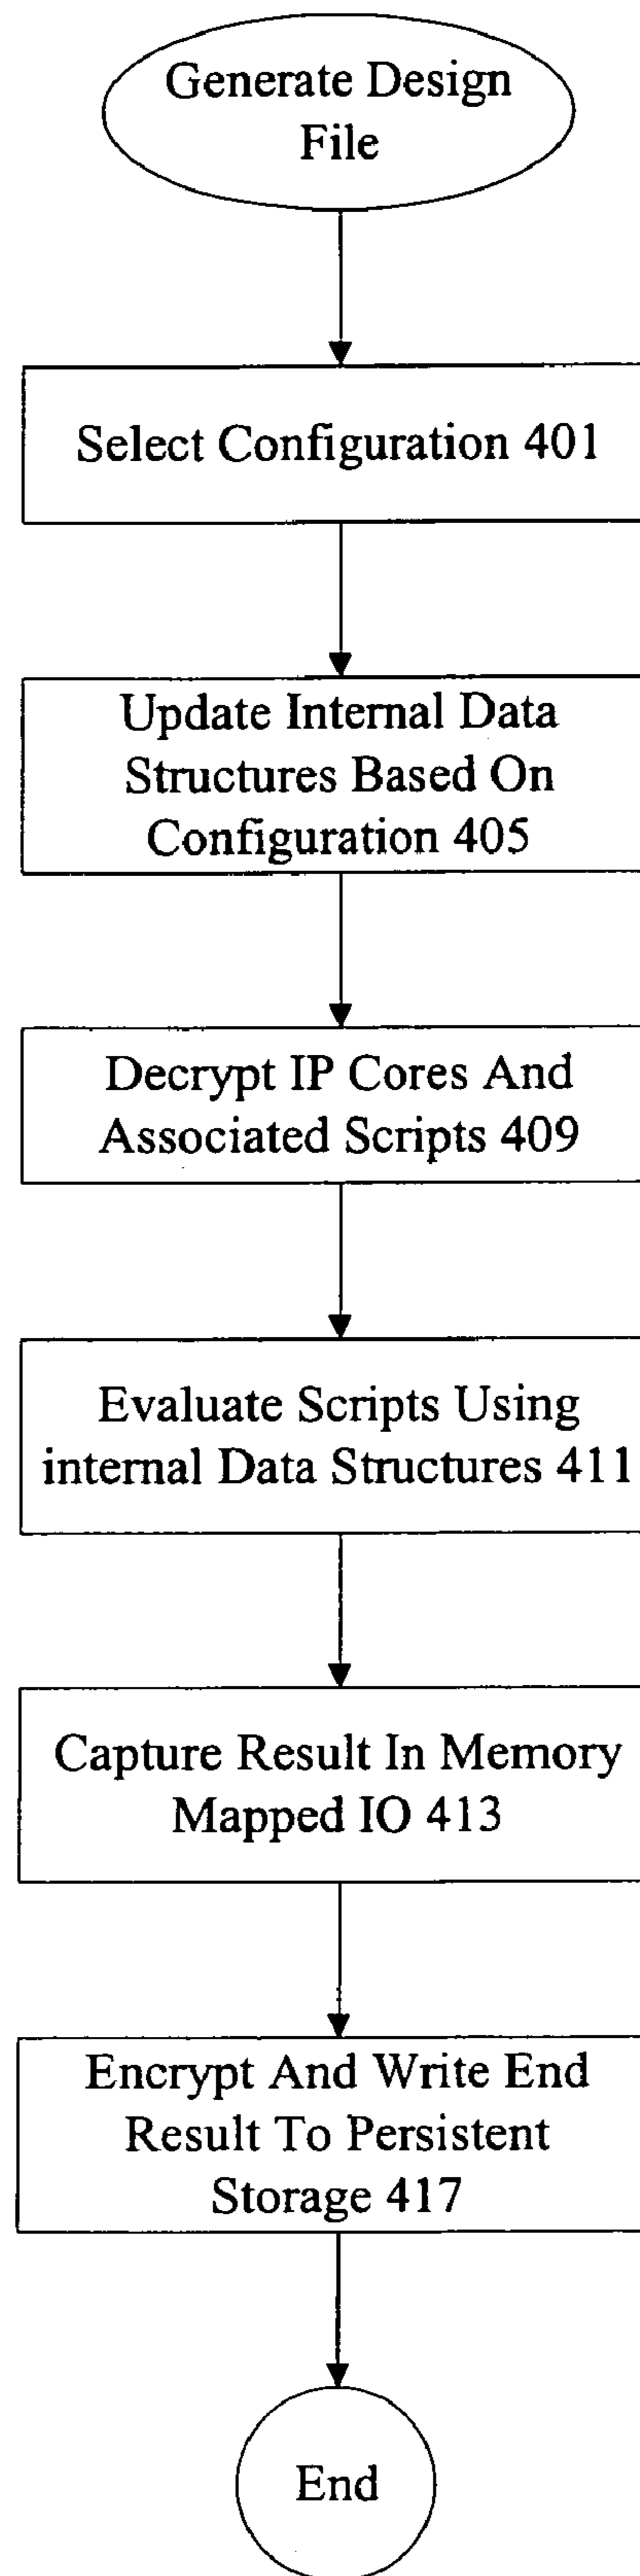 Generate Design
File
Select Configuration 401
Update Internal Data
Structures Based On
Configuration 405
Decrypt IP Cores And
Associated Scripts 409
Evaluate Scripts Using
internal Data Structures 411
Capture Result In Memory
Mapped IO 413
Encrypt And Write End
Result To Persistent
Storage 417
End